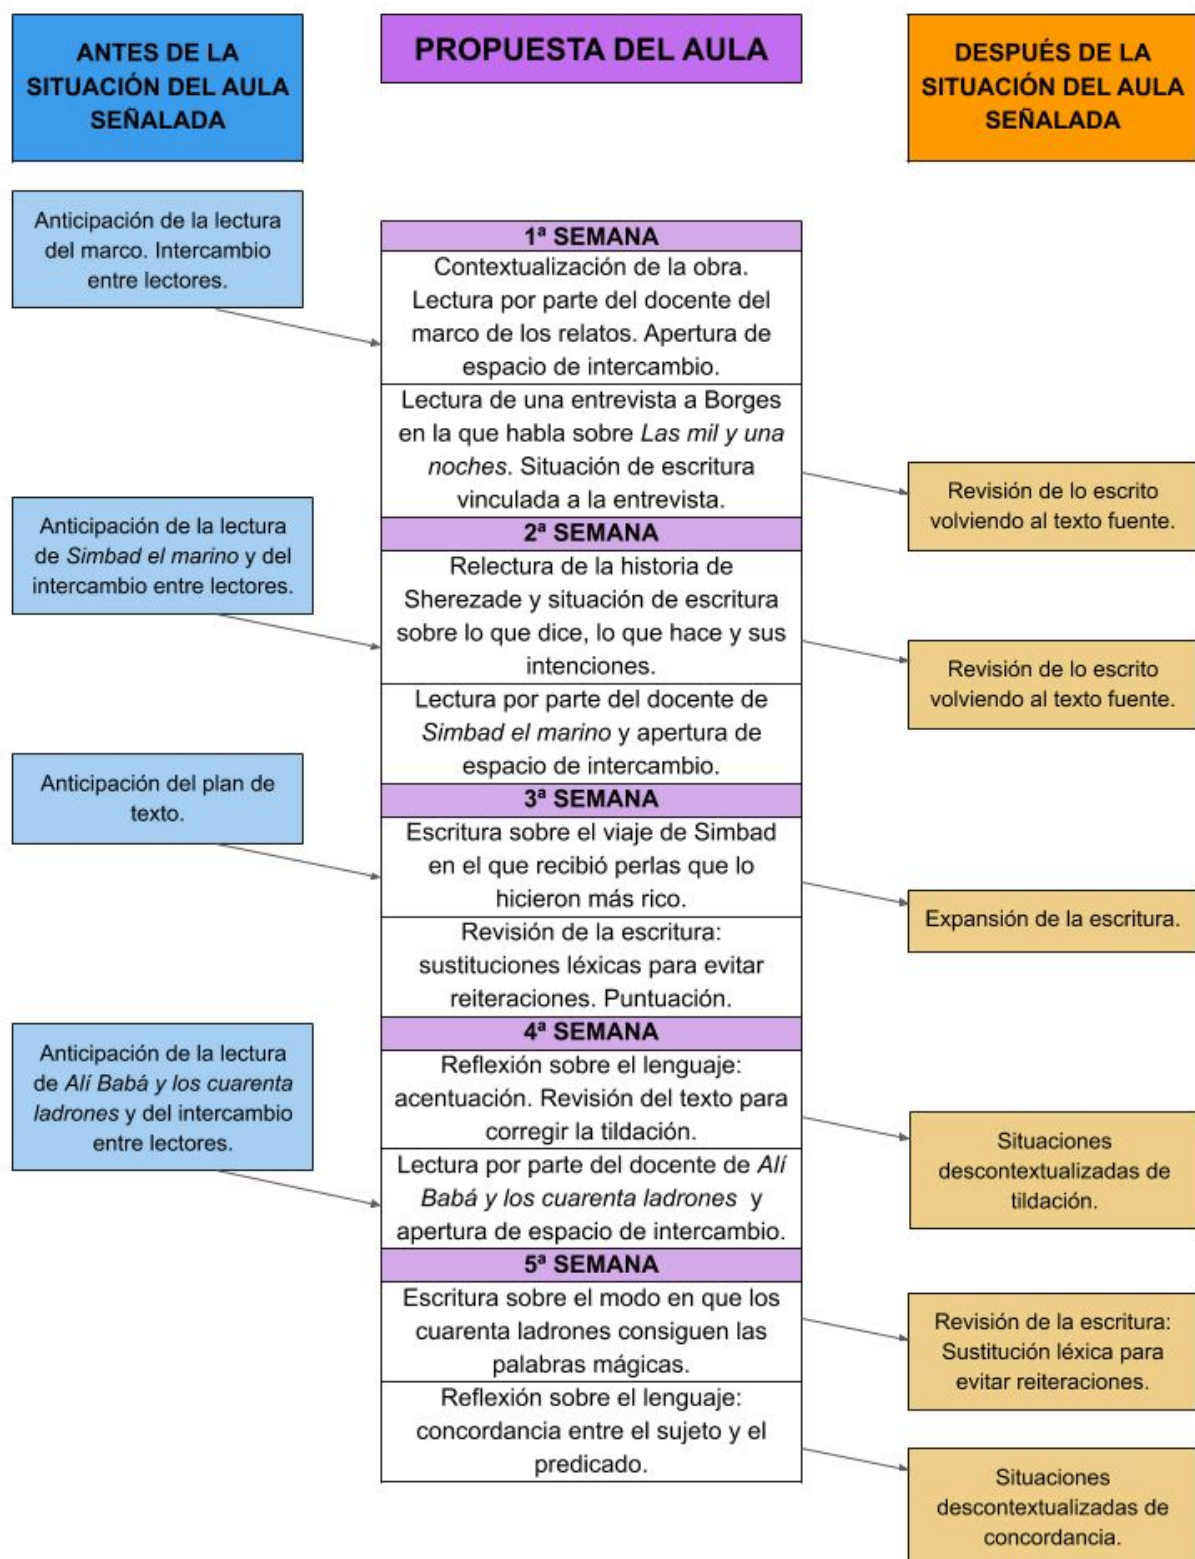 ANTES DE LA
SITUACIÓN DEL AULA
SEÑALADA
PROPUESTA DEL AULA
DESPUÉS DE LA
SITUACIÓN DEL AULA
SEÑALADA
Anticipación de la lectura
del marco. Intercambio
entre lectores.
1ª SEMANA
Contextualización de la obra.
Lectura por parte del docente del
marco de los relatos. Apertura de
espacio de intercambio.
Lectura de una entrevista a Borges
en la que habla sobre Las mil y una
noches. Situación de escritura
vinculada a la entrevista.
Revisión de lo escrito
volviendo al texto fuente.
Anticipación de la lectura
de Simbad el marino y del
intercambio entre lectores.
2ª SEMANA
Relectura de la historia de
Sherezade y situación de escritura
sobre lo que dice, lo que hace y sus
intenciones.
Revisión de lo escrito
volviendo al texto fuente.
Lectura por parte del docente de
Simbad el marino y apertura de
espacio de intercambio.
Anticipación del plan de
texto.
3ª SEMANA
Escritura sobre el viaje de Simbad
en el que recibió perlas que lo
hicieron más rico.
Expansión de la escritura.
Revisión de la escritura:
sustituciones léxicas para evitar
reiteraciones. Puntuación.
Anticipación de la lectura
de Alí Babá y los cuarenta
ladrones y del intercambio
entre lectores.
4ª SEMANA
Reflexión sobre el lenguaje:
acentuación. Revisión del texto para
corregir la tildación.
Situaciones
descontextualizadas de
tildación.
Lectura por parte del docente de Alí
Babá y los cuarenta ladrones y
apertura de espacio de intercambio.
5ª SEMANA
Escritura sobre el modo en que los
cuarenta ladrones consiguen las
palabras mágicas.
Revisión de la escritura:
Sustitución léxica para
evitar reiteraciones.
Reflexión sobre el lenguaje:
concordancia entre el sujeto y el
predicado.
Situaciones
descontextualizadas de
concordancia.